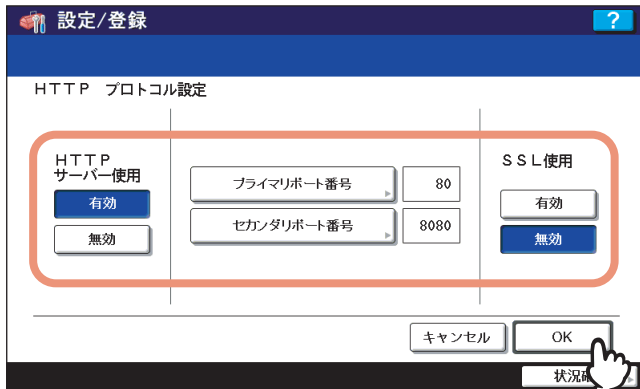 設定/登録
?
HTTP プロトコル設定
HTTP
サーバー使用
有効
無効
プライマリポート番号
80
セカンダリポート番号
8080
SSL使用
有効
無効
キャンセル
OK
状況